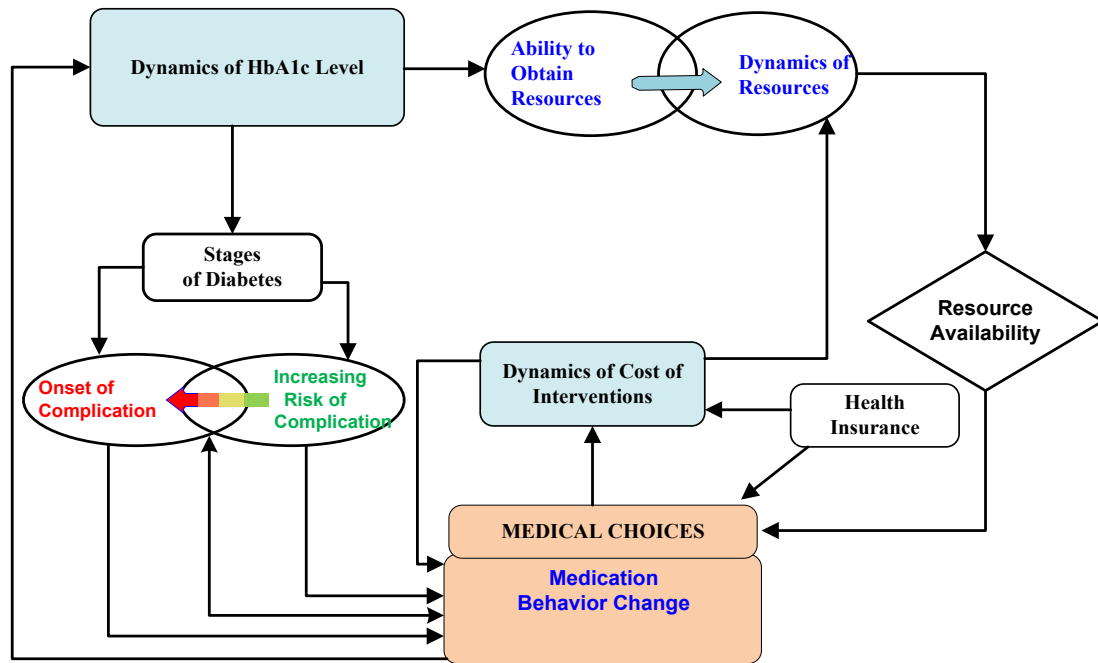 Dynamics of HbA1c Level
Ability to
Obtain
Resources
Dynamics of
Resources
Stages
of Diabetes
Resource
Availability
Onset of
Complication
Increasing
Risk of
Complication
Dynamics of Cost of
Interventions
Health
Insurance
MEDICAL CHOICES
Medication
Behavior Change